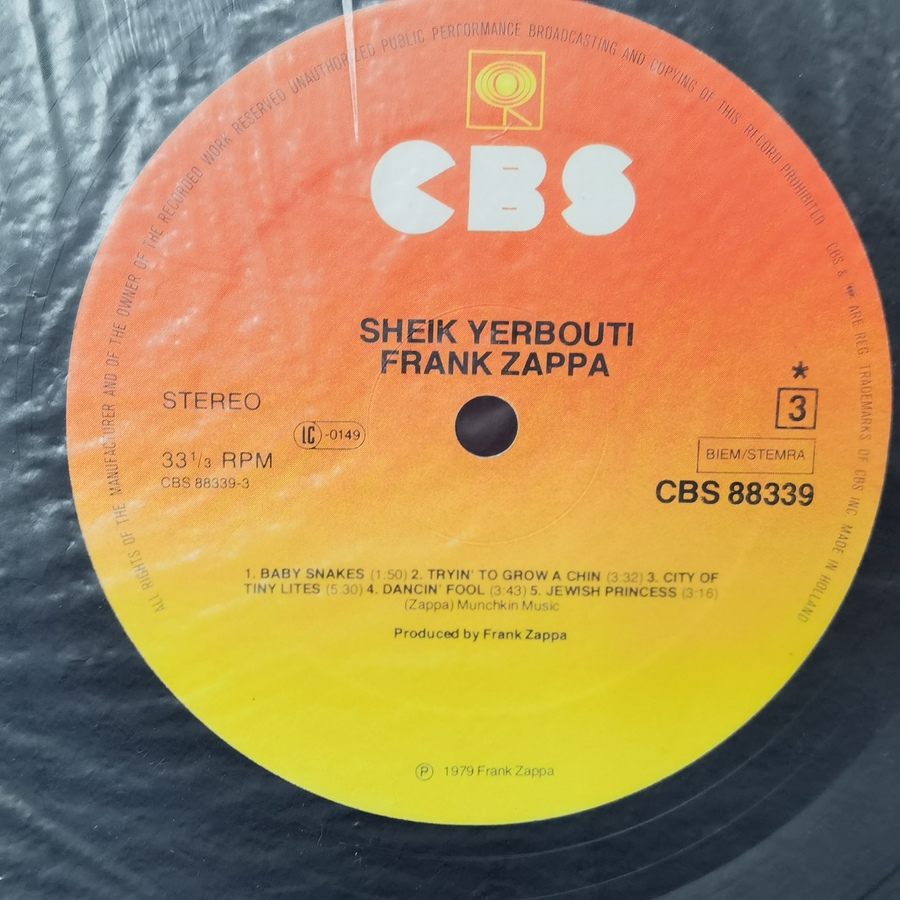 ALL RIGHTS OF THE MANUFACTURER AND OF THE OWNER OF THE RECORDED WORK RESERVED UNAUTHORIZED PUBLIC PERFORMANCE BROADCASTING AND COPYING OF THIS RECORD PROHIBITED CBS & ARE REG. TRADEMARKS OF CBS INC MADE IN HOLLAND
CBS
SHEIK YERBOUTI
FRANK ZAPPA
STEREO
LC -0149
33 1/3 RPM
CBS 88339-3
*
3
BIEM/STEMRA
CBS 88339
1. BABY SNAKES (1:50) 2. TRYIN' TO GROW A CHIN (3.32) 3. CITY OF
TINY LITES (5.30) 4. DANCIN' FOOL (3:43) 5. JEWISH PRINCESS (3:16)
(Zappa) Munchkin Music
Produced by Frank Zappa
℗ 1979 Frank Zappa